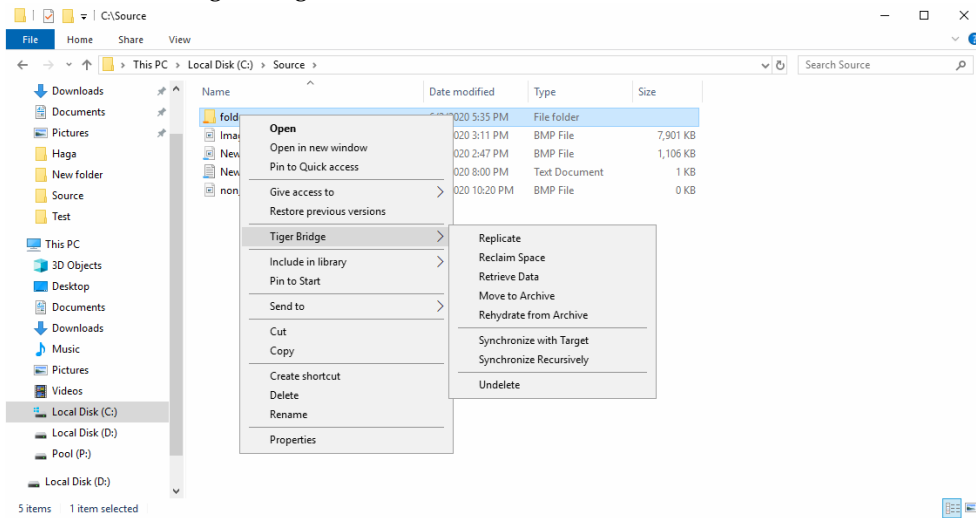 C:\Source
File Home Share View
This PC > Local Disk (C:) > Source >
Search Source
Downloads
Documents
Pictures
Haga
New folder
Source
Test
This PC
3D Objects
Desktop
Documents
Downloads
Music
Pictures
Videos
Local Disk (C:)
Local Disk (D:)
Pool (P:)
Local Disk (D:)
Name Date modified Type Size
5:35 PM File folder
020 3:11 PM BMP File 7,901 KB
New 020 2:47 PM BMP File 1,106 KB
New 020 8:00 PM Text Document 1 KB
020 10:20 PM BMP File 0 KB
Open
Open in new window
Pin to Quick access
Give access to
Restore previous versions
Tiger Bridge
Include in library
Pin to Start
Send to
Cut
Copy
Create shortcut
Delete
Rename
Properties
Replicate
Reclaim Space
Retrieve Data
Move to Archive
Rehydrate from Archive
Synchronize with Target
Synchronize Recursively
Undelete
5 items 1 item selected